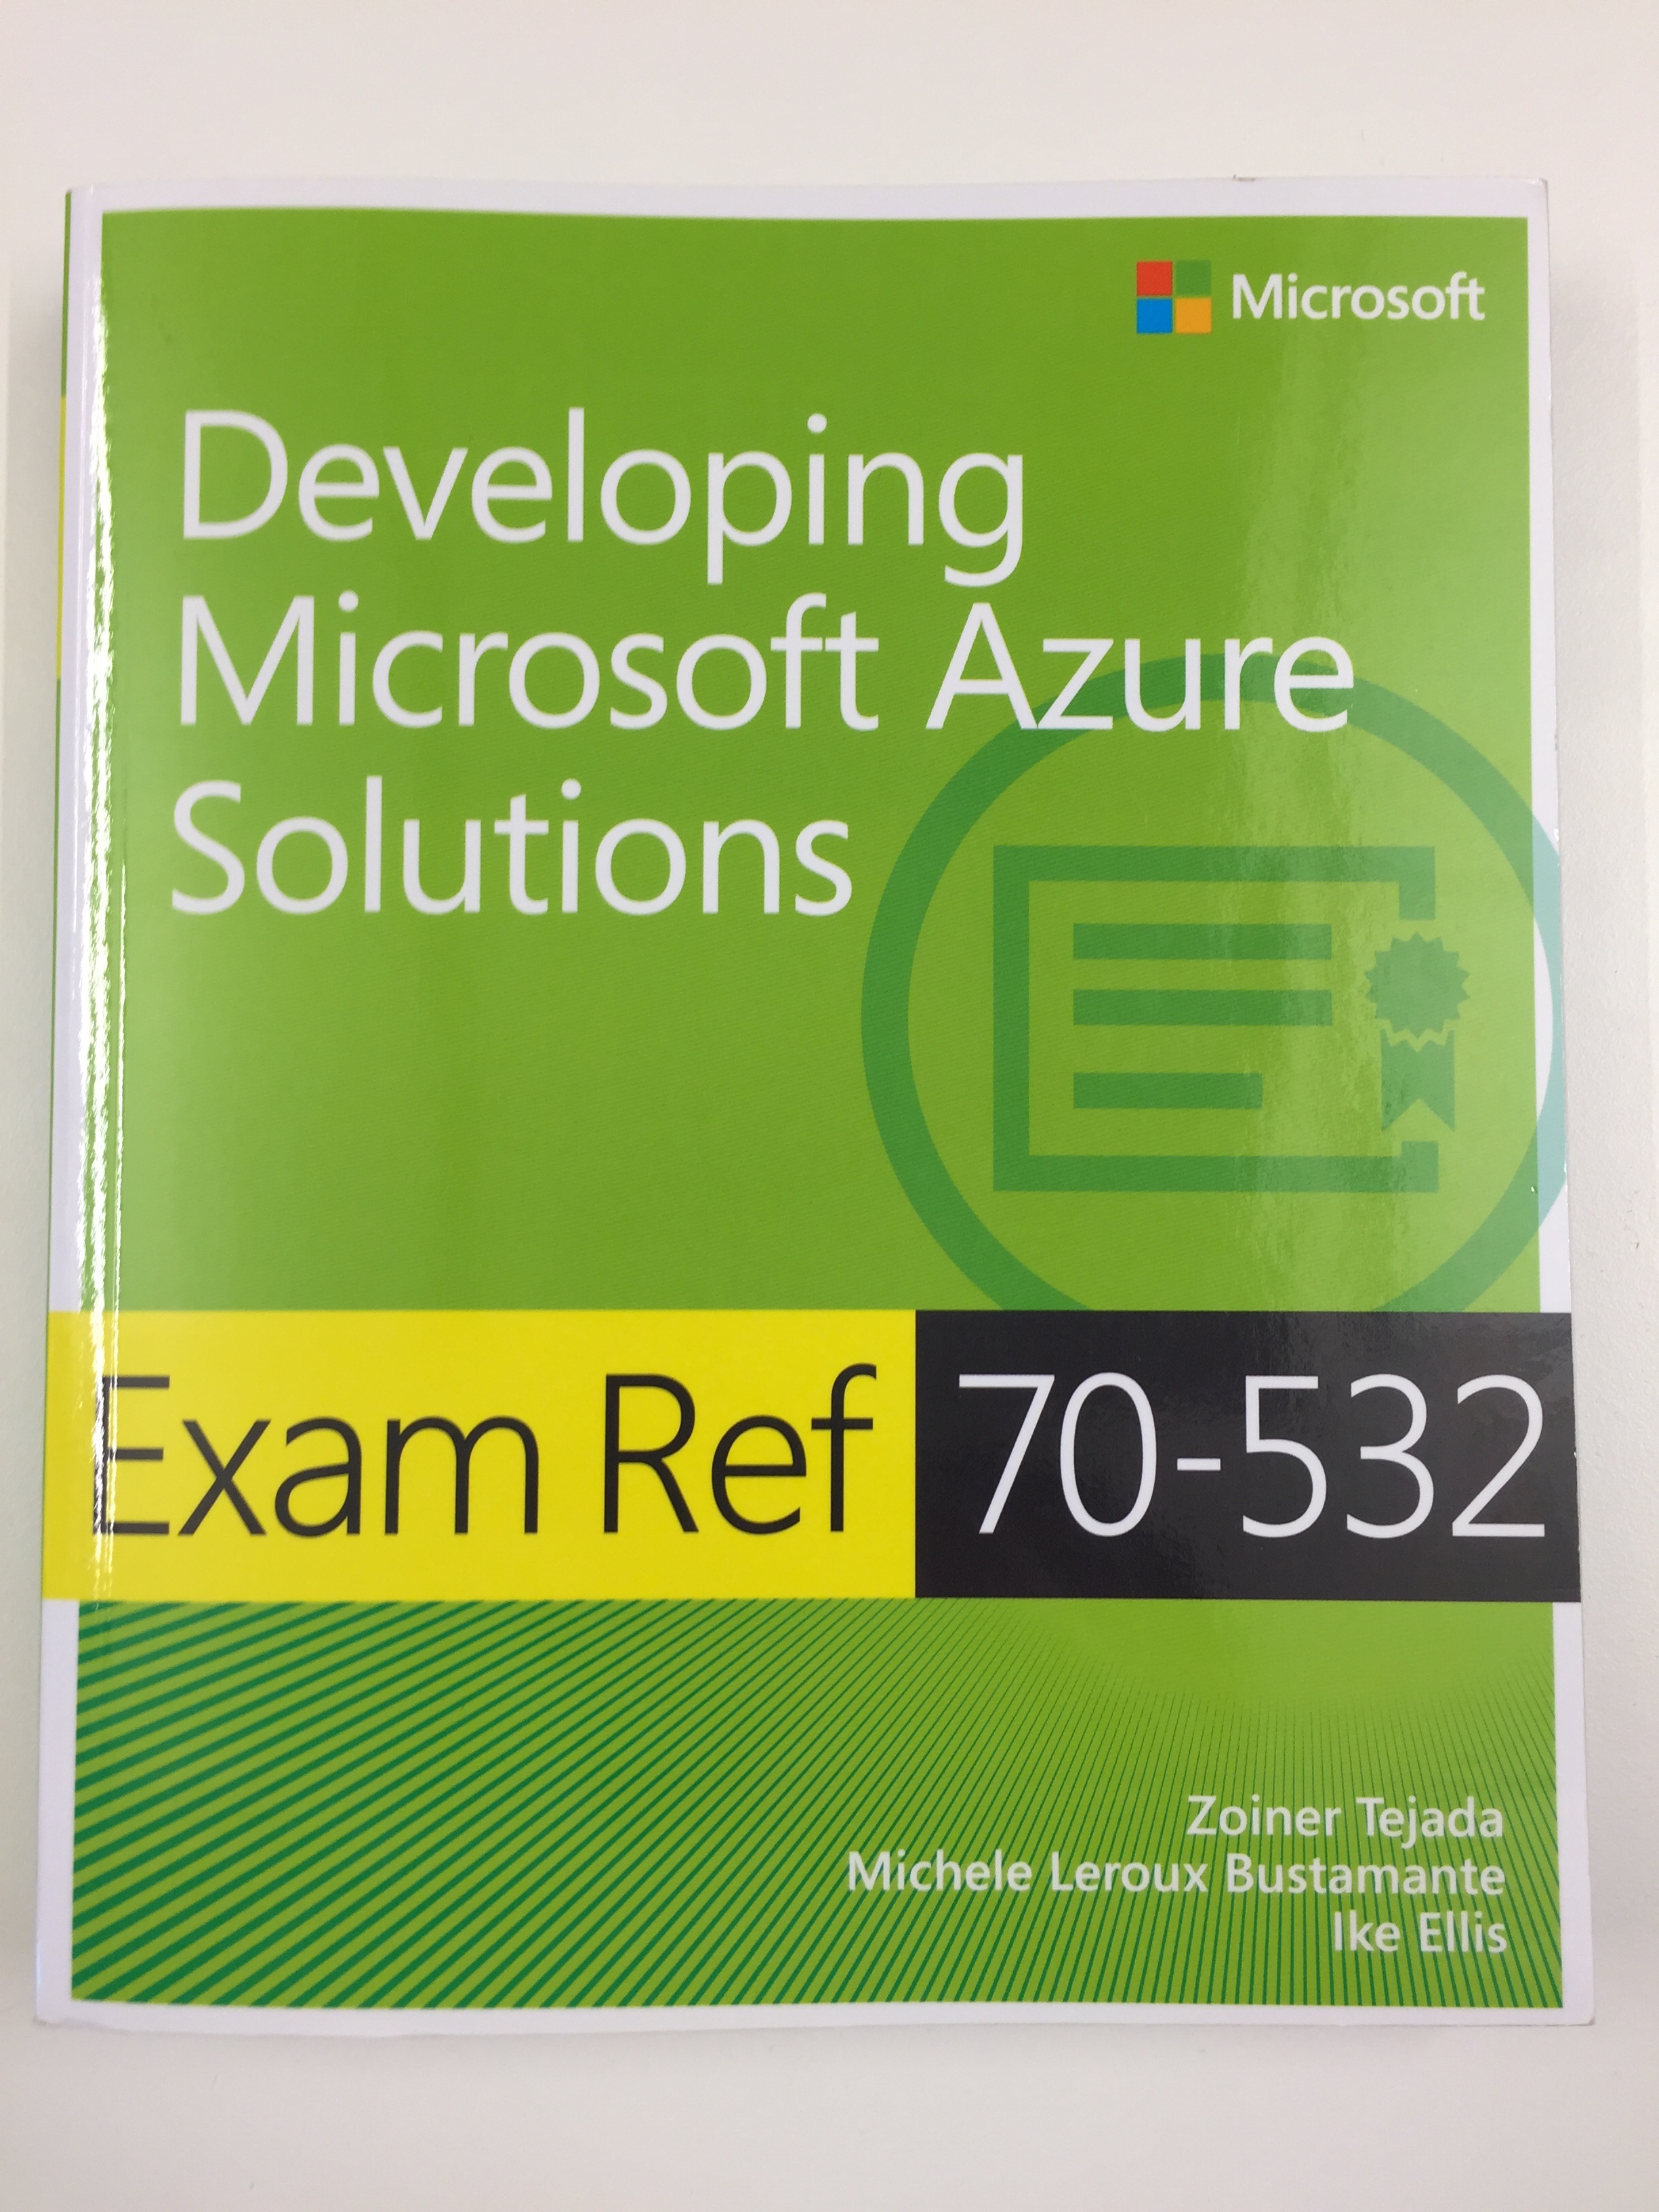 Microsoft
Developing
Microsoft Azure
Solutions
Exam Ref 70-532
Zoiner Tejada
Michele Leroux Bustamante
Ike Ellis